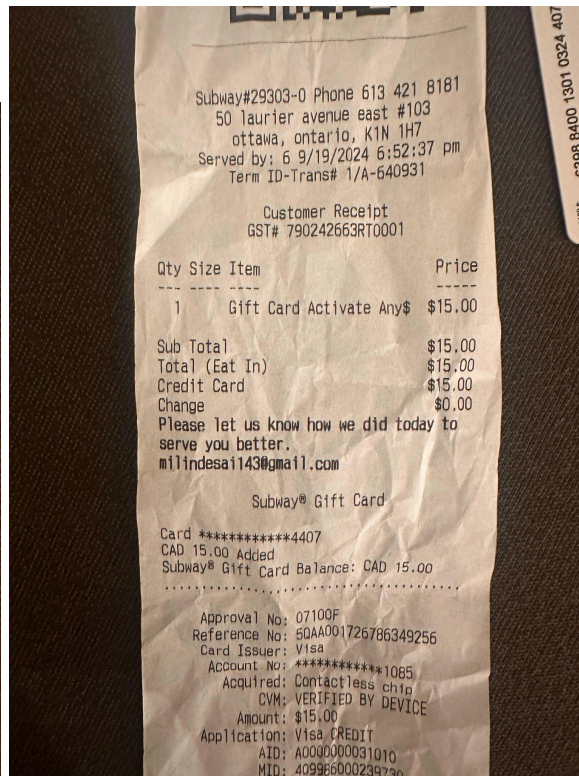 Subway#29303-0 Phone 613 421 8181
50 laurier avenue east #103
ottawa, ontario, K1N 1H7
Served by: 6 9/19/2024 6:52:37 pm
Term ID-Trans# 1/A-640931
Customer Receipt
GST# 790242663RT0001
Qty Size Item Price
--- ---- ---- -----
1 Gift Card Activate Any$ $15.00
Sub Total $15.00
Total (Eat In) $15.00
Credit Card $15.00
Change $0.00
Please let us know how we did today to
serve you better.
milindesai143@gmail.com
Subway® Gift Card
Card ************4407
CAD 15.00 Added
Subway® Gift Card Balance: CAD 15.00
Approval No: 07100F
Reference No: 5QAA001726786349256
Card Issuer: Visa
Account No: ************1085
Acquired: Contactless chip
CVM: VERIFIED BY DEVICE
Amount: $15.00
Application: Visa CREDIT
AID: A0000000031010
MID:
8400 1301 0324 407